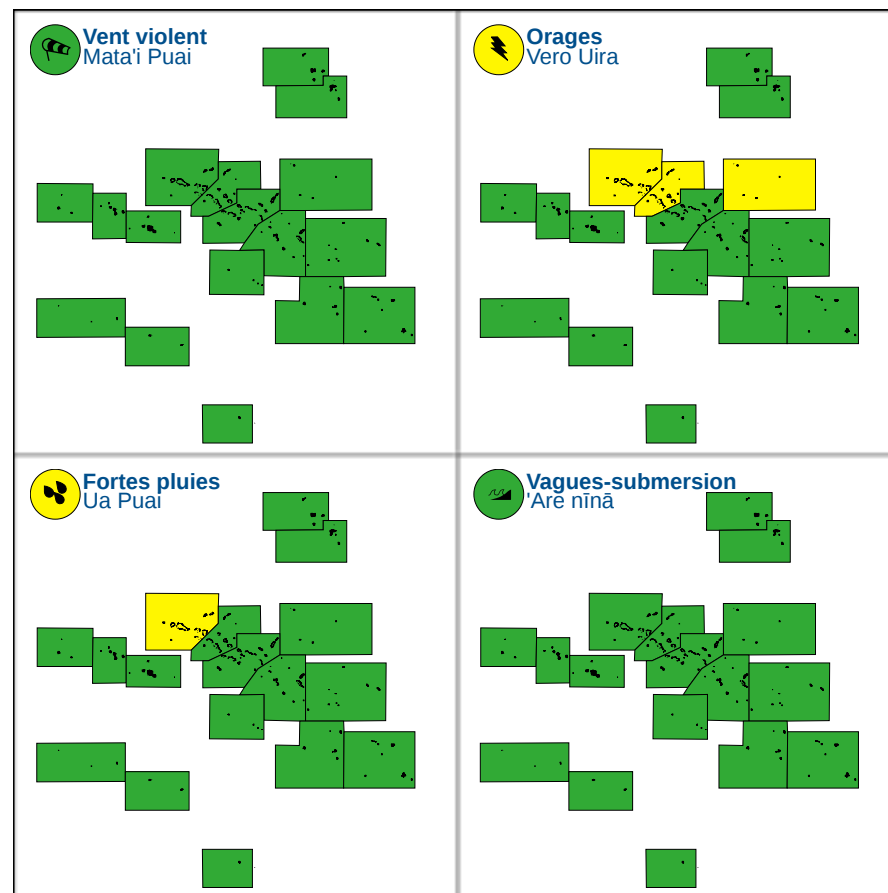 Vent violent
Mata'i Puai
Orages
Vero Uira
Fortes pluies
Ua Puai
Vagues-submersion
'Are nīnā